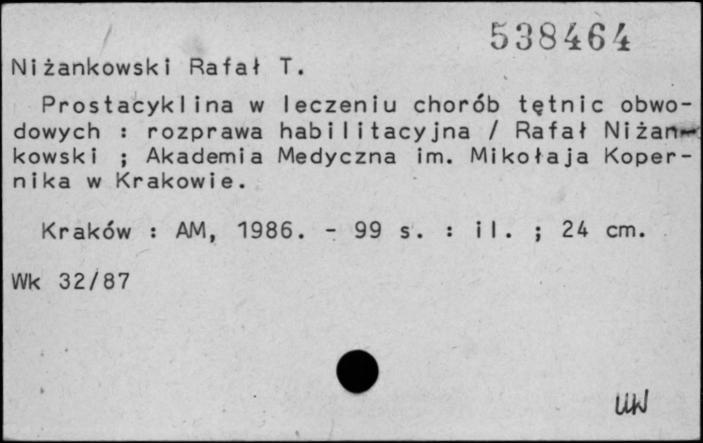 538464
Niżankowski Rafał T.
Prostacyklina w leczeniu chorób tętnic obwo-
dowych : rozprawa habilitacyjna / Rafał Niżan-
kowski ; Akademia Medyczna im. Mikołaja Koper-
nika w Krakowie.
Kraków : AM, 1986. - 99 s. : il. ; 24 cm.
Wk 32/87
UW